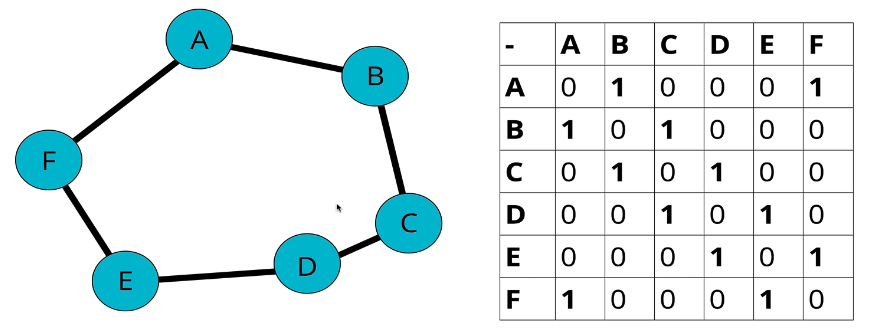 A
B
F
C
D
E
- A B C D E F
A 0 1 0 0 0 1
B 1 0 1 0 0 0
C 0 1 0 1 0 0
D 0 0 1 0 1 0
E 0 0 0 1 0 1
F 1 0 0 0 1 0